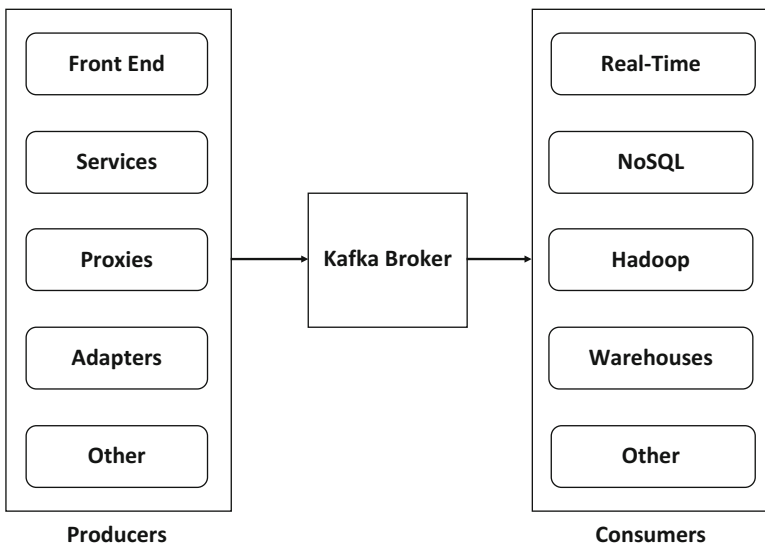 Front End
Services
Proxies
Adapters
Other
Producers
Kafka Broker
Real-Time
NoSQL
Hadoop
Warehouses
Other
Consumers